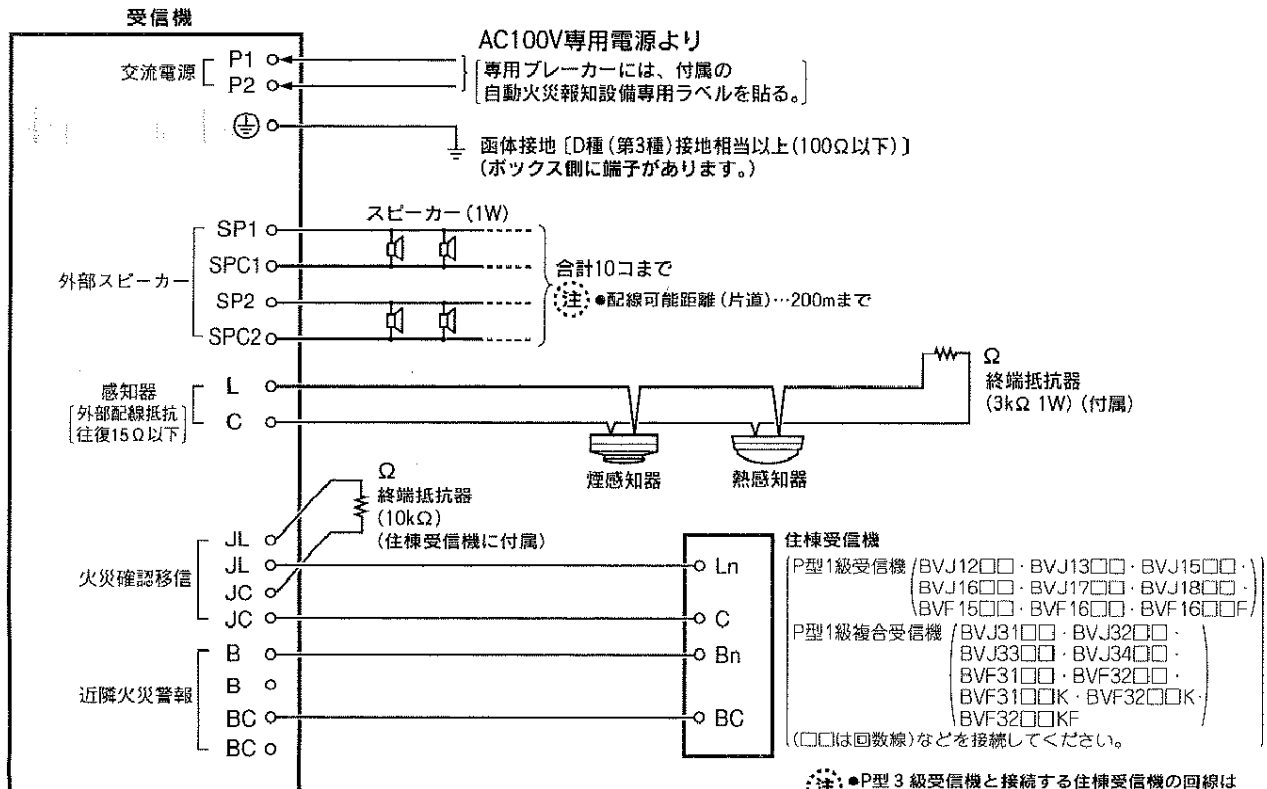 受信機
交流電源
P1
P2
AC100V専用電源より
専用ブレーカーには、付属の
自動火災報知設備専用ラベルを貼る。
函体接地〔D種(第3種)接地相当以上(100Ω以下)〕
(ボックス側に端子があります。)
外部スピーカー
SP1
SPC1
SP2
SPC2
スピーカー(1W)
合計10コまで
注 ●配線可能距離(片道)…200mまで
感知器
[外部配線抵抗
往復15Ω以下]
L
C
Ω
終端抵抗器
(3kΩ 1W)(付属)
煙感知器
熱感知器
Ω
終端抵抗器
(10kΩ)
(住棟受信機に付属)
火災確認移信
JL
JL
JC
JC
近隣火災警報
B
B
BC
BC
Ln
C
Bn
BC
住棟受信機
P型1級受信機(BVJ12□□・BVJ13□□・BVJ15□□・
BVJ16□□・BVJ17□□・BVJ18□□・
BVF15□□・BVF16□□・BVF16□□F)
P型1級複合受信機(BVJ31□□・BVJ32□□・
BVJ33□□・BVJ34□□・
BVF31□□・BVF32□□・
BVF31□□K・BVF32□□K・
BVF32□□KF)
(□□は回数線)などを接続してください。
注 ●P型3級受信機と接続する住棟受信機の回線は